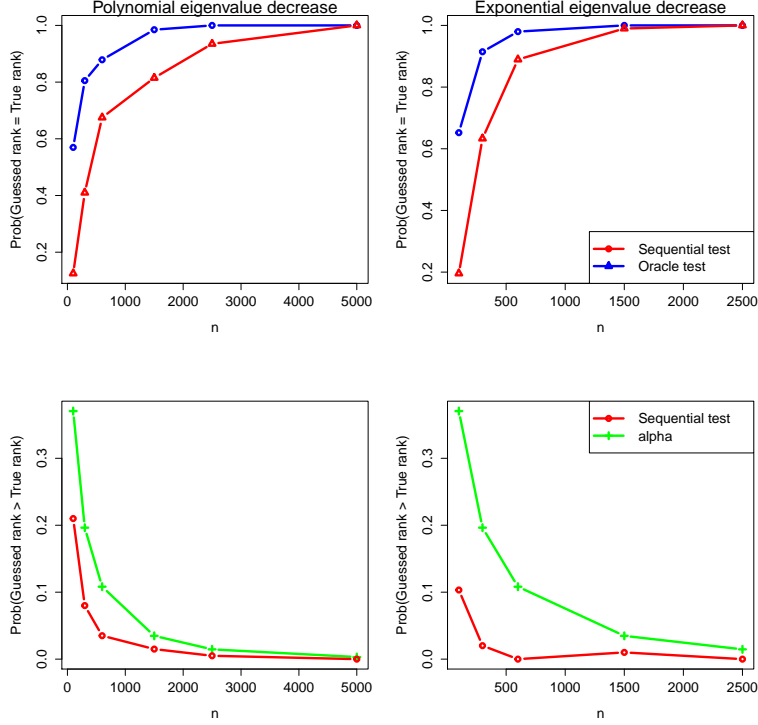 Polynomial eigenvalue decrease
Prob(Guessed rank = True rank)
1.0
0.8
0.6
0.4
0.2
0 1000 2000 3000 4000 5000
n
Exponential eigenvalue decrease
Prob(Guessed rank = True rank)
1.0
0.8
0.6
0.4
0.2
Sequential test
Oracle test
500 1000 1500 2000 2500
n
Prob(Guessed rank > True rank)
0.3
0.2
0.1
0.0
0 1000 2000 3000 4000 5000
n
Prob(Guessed rank > True rank)
0.3
0.2
0.1
0.0
Sequential test
alpha
500 1000 1500 2000 2500
n